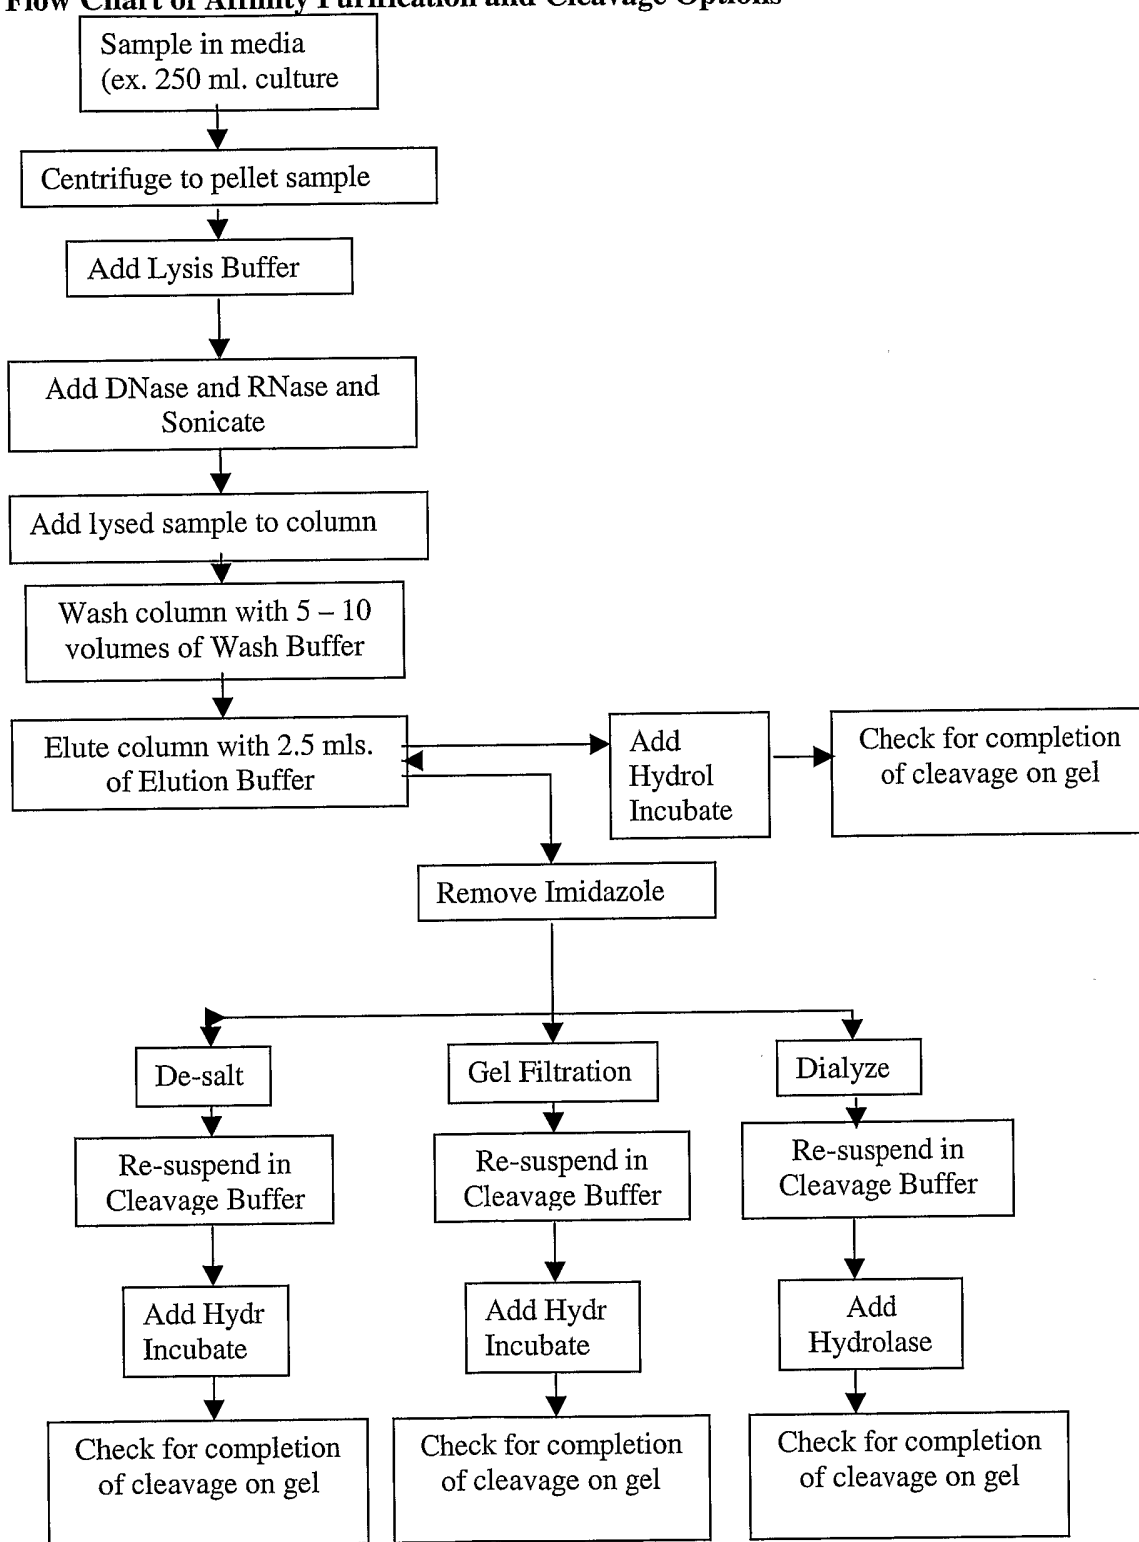 Flow Chart of Affinity Purification and Cleavage Options
Sample in media
(ex. 250 ml. culture
Centrifuge to pellet sample
Add Lysis Buffer
Add DNase and RNase and
Sonicate
Add lysed sample to column
Wash column with 5 – 10
volumes of Wash Buffer
Elute column with 2.5 mls.
of Elution Buffer
Add
Hydrol
Incubate
Check for completion
of cleavage on gel
Remove Imidazole
De-salt
Gel Filtration
Dialyze
Re-suspend in
Cleavage Buffer
Re-suspend in
Cleavage Buffer
Re-suspend in
Cleavage Buffer
Add Hydr
Incubate
Add Hydr
Incubate
Add
Hydrolase
Check for completion
of cleavage on gel
Check for completion
of cleavage on gel
Check for completion
of cleavage on gel